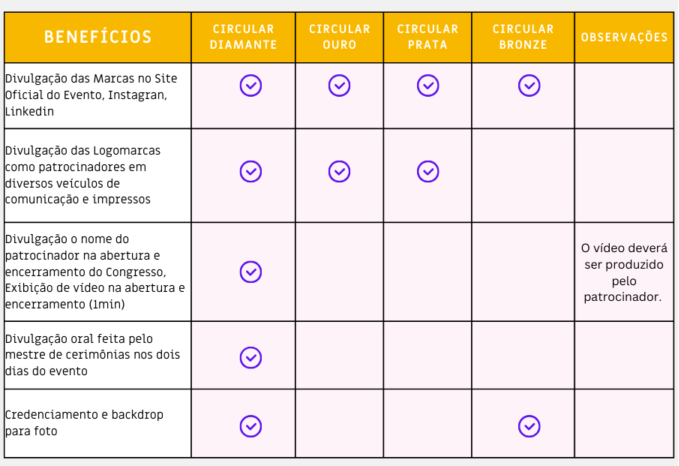 BENEFÍCIOS
CIRCULAR
DIAMANTE
CIRCULAR
OURO
CIRCULAR
PRATA
CIRCULAR
BRONZE
OBSERVAÇÕES
Divulgação das Marcas no Site
Oficial do Evento, Instagran,
Linkedin
Divulgação das Logomarcas
como patrocinadores em
diversos veículos de
comunicação e impressos
Divulgação o nome do
patrocinador na abertura e
encerramento do Congresso,
Exibição de vídeo na abertura e
encerramento (1min)
O vídeo deverá
ser produzido
pelo
patrocinador.
Divulgação oral feita pelo
mestre de cerimônias nos dois
dias do evento
Credenciamento e backdrop
para foto